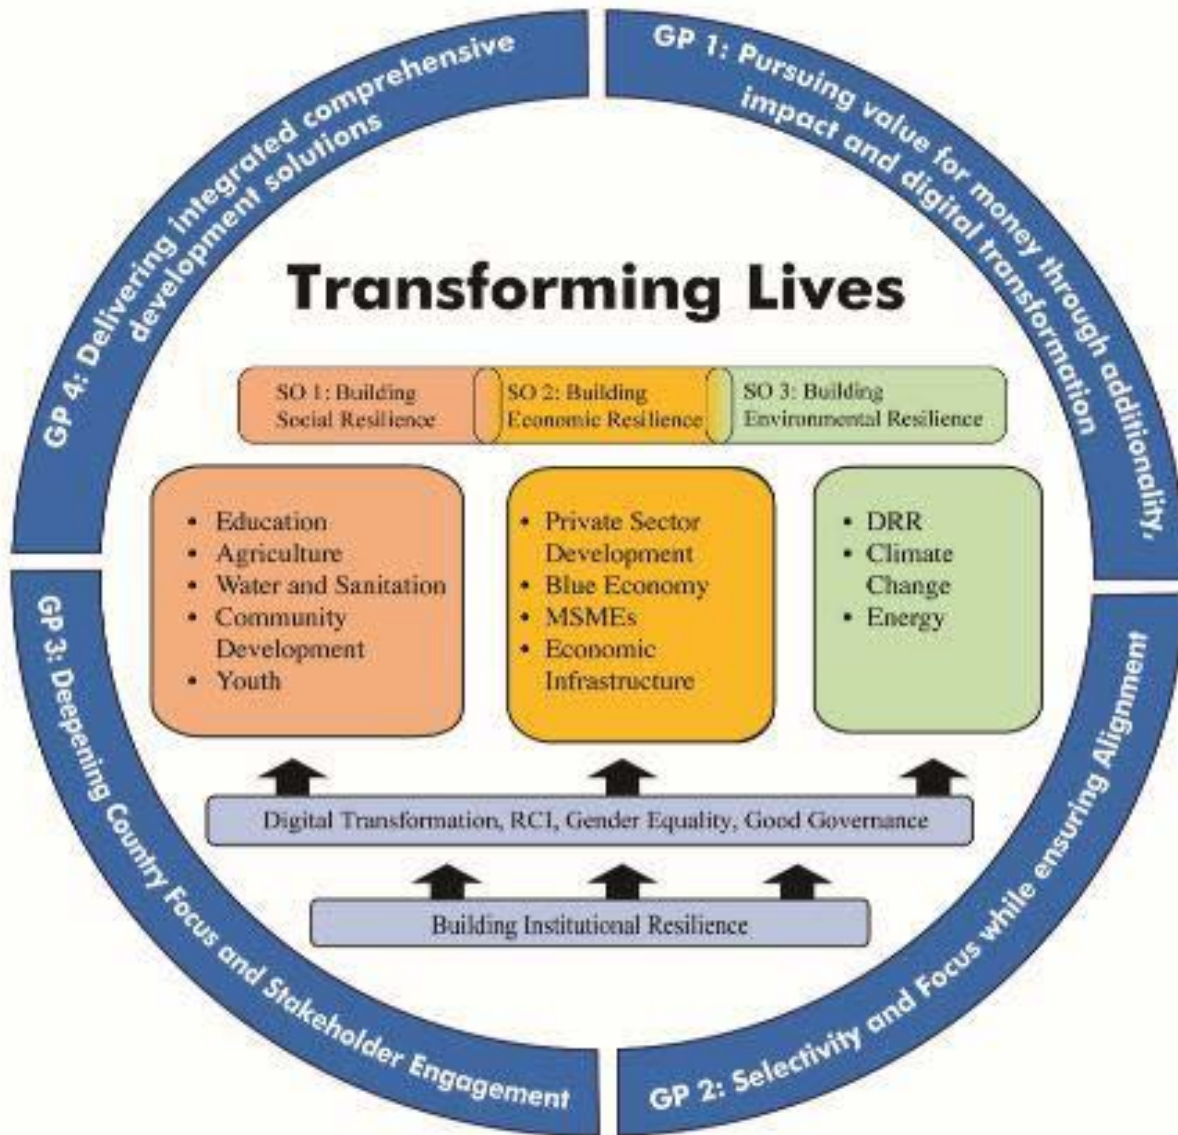 GP 4: Delivering integrated comprehensive
development solutions
GP 1: Pursuing value for money through additionality,
impact and digital transformation
Transforming Lives
SO 1: Building
Social Resilience
SO 2: Building
Economic Resilience
SO 3: Building
Environmental Resilience
• Education
• Agriculture
• Water and Sanitation
• Community
Development
• Youth
• Private Sector
Development
• Blue Economy
• MSMEs
• Economic
Infrastructure
• DRR
• Climate
Change
• Energy
Digital Transformation, RCI, Gender Equality, Good Governance
Building Institutional Resilience
GP 3: Deepening Country Focus and Stakeholder Engagement
GP 2: Selectivity and Focus while ensuring Alignment